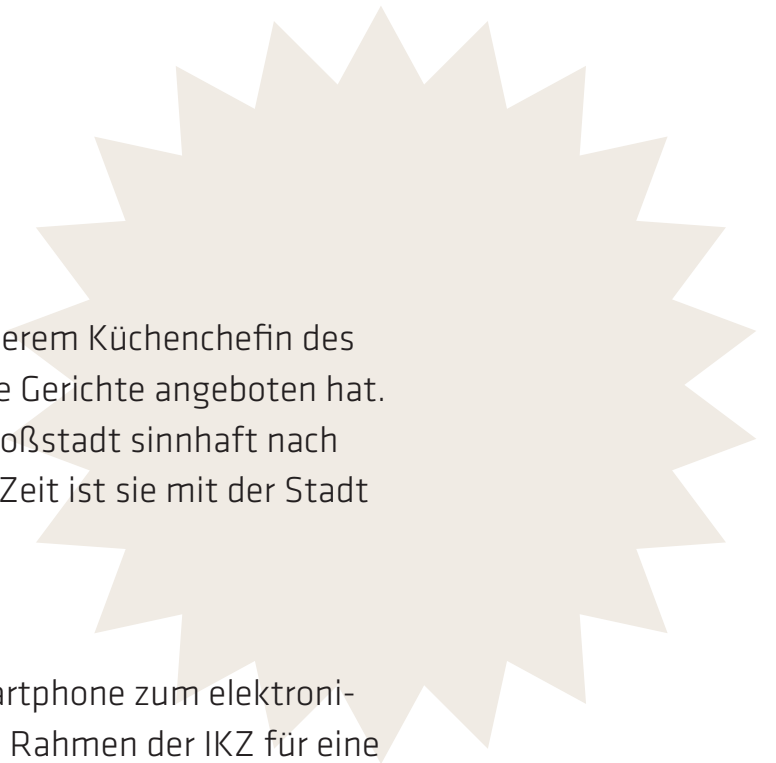 erem Küchenchefin des
e Gerichte angeboten hat.
oßstadt sinnhaft nach
Zeit ist sie mit der Stadt
artphone zum elektroni-
Rahmen der IKZ für eine